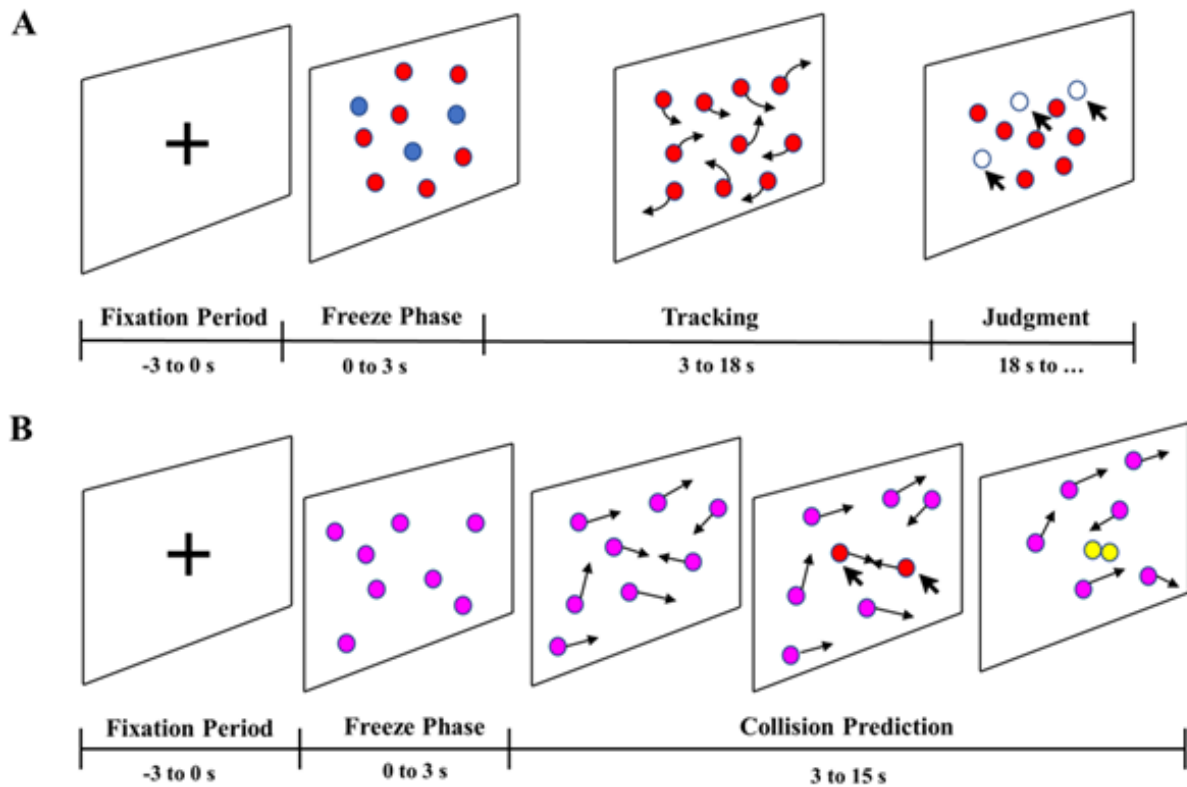 A
Fixation Period Freeze Phase Tracking Judgment
-3 to 0 s 0 to 3 s 3 to 18 s 18 s to …
B
Fixation Period Freeze Phase Collision Prediction
-3 to 0 s 0 to 3 s 3 to 15 s